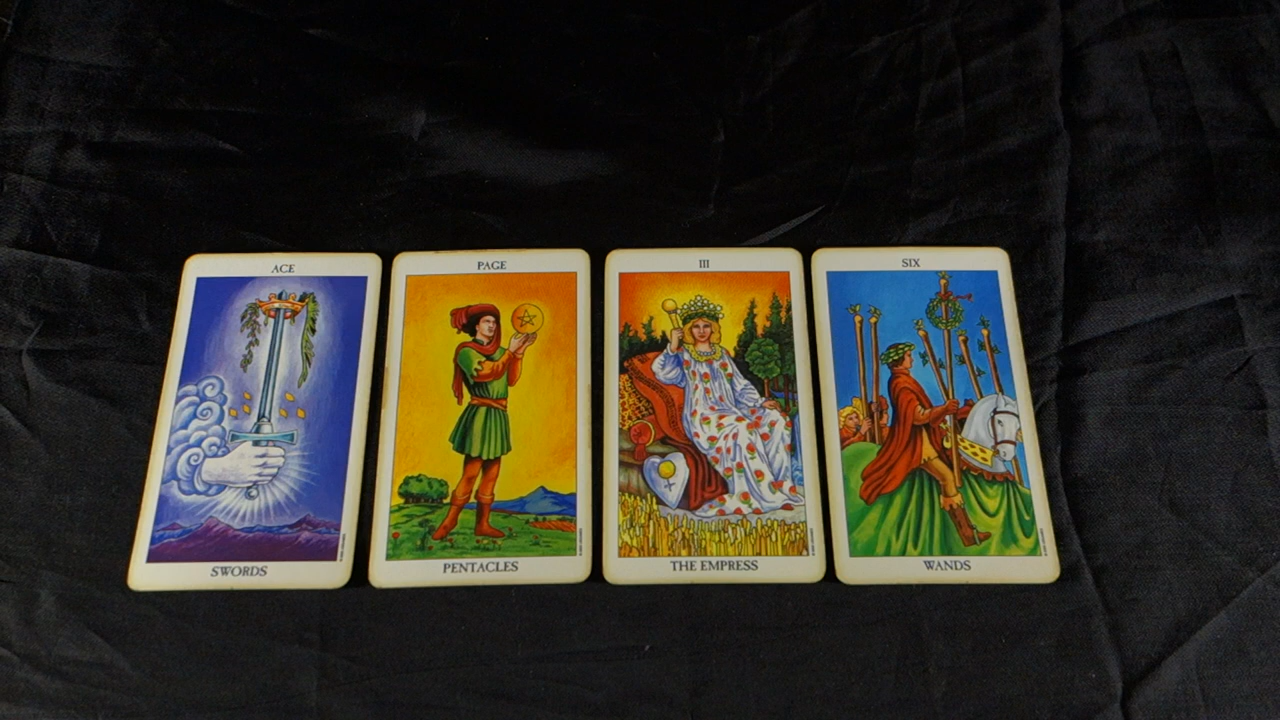 ACE
SWORDS
PAGE
PENTACLES
III
THE EMPRESS
SIX
WANDS